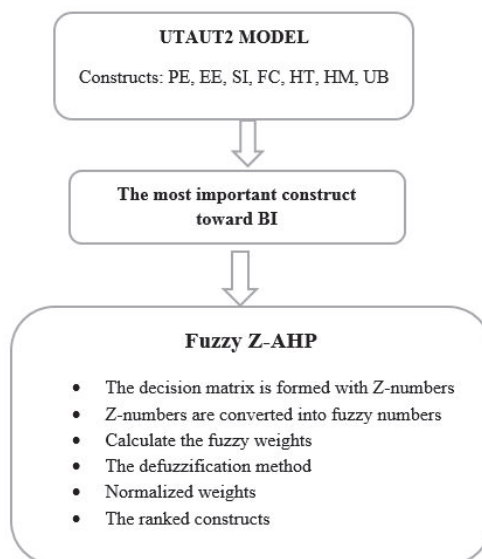 UTAUT2 MODEL
Constructs: PE, EE, SI, FC, HT, HM, UB
The most important construct
toward BI
Fuzzy Z-AHP
• The decision matrix is formed with Z-numbers
• Z-numbers are converted into fuzzy numbers
• Calculate the fuzzy weights
• The defuzzification method
• Normalized weights
• The ranked constructs